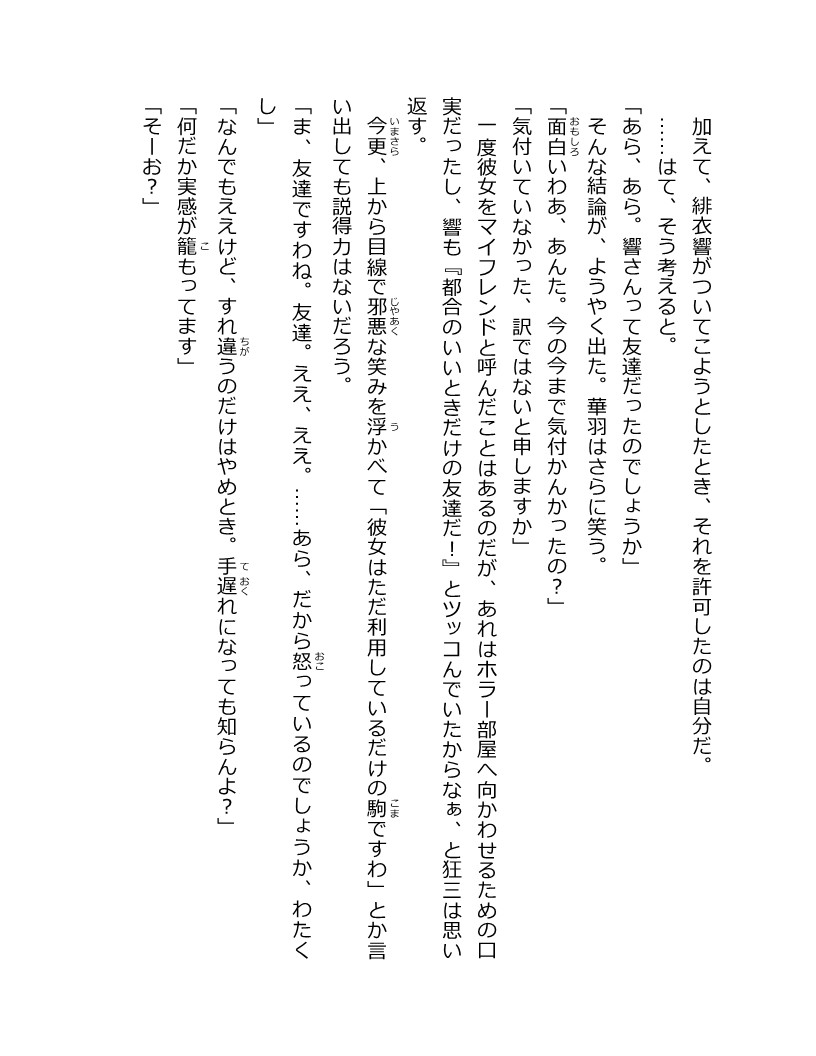 加えて、緋衣響がついてこようとしたとき、それを許可したのは自分だ。
……はて、そう考えると。
「あら、あら。響さんって友達だったのでしょうか」
そんな結論が、ようやく出た。華羽はさらに笑う。
「面白いわあ、あんた。今の今まで気付かんかったの？」
「気付いていなかった、訳ではないと申しますか」
一度彼女をマイフレンドと呼んだことはあるのだが、あれはホラー部屋へ向かわせるための口
実だったし、響も『都合のいいときだけの友達だ！』とツッコんでいたからなぁ、と狂三は思い
返す。
今更、上から目線で邪悪な笑みを浮かべて「彼女はただ利用しているだけの駒ですわ」とか言
い出しても説得力はないだろう。
「ま、友達ですわね。友達。ええ、ええ。……あら、だから怒っているのでしょうか、わたく
し」
「なんでもええけど、すれ違うのだけはやめとき。手遅れになっても知らんよ？」
「何だか実感が籠もってます」
「そーお？」